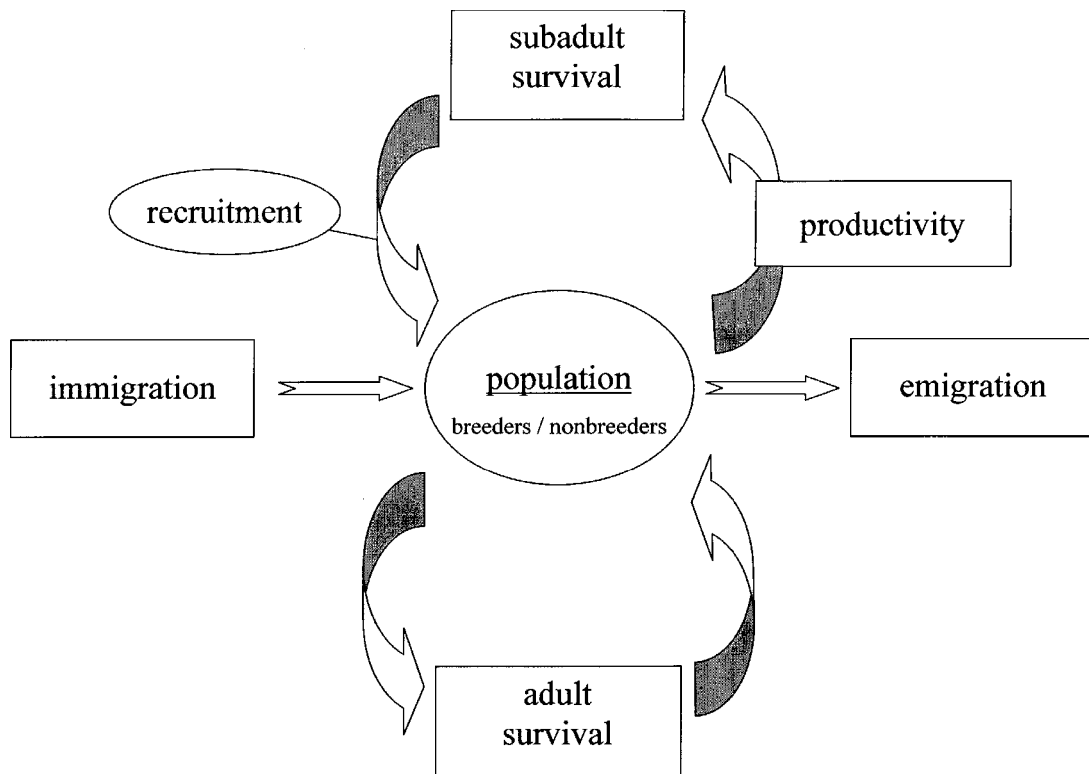 subadult
survival
recruitment
productivity
immigration
population
breeders / nonbreeders
emigration
adult
survival